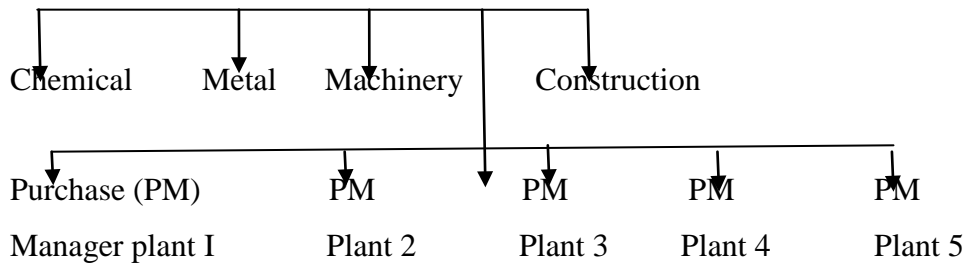 Chemical Metal Machinery Construction
Purchase (PM) PM PM PM PM
Manager plant I Plant 2 Plant 3 Plant 4 Plant 5